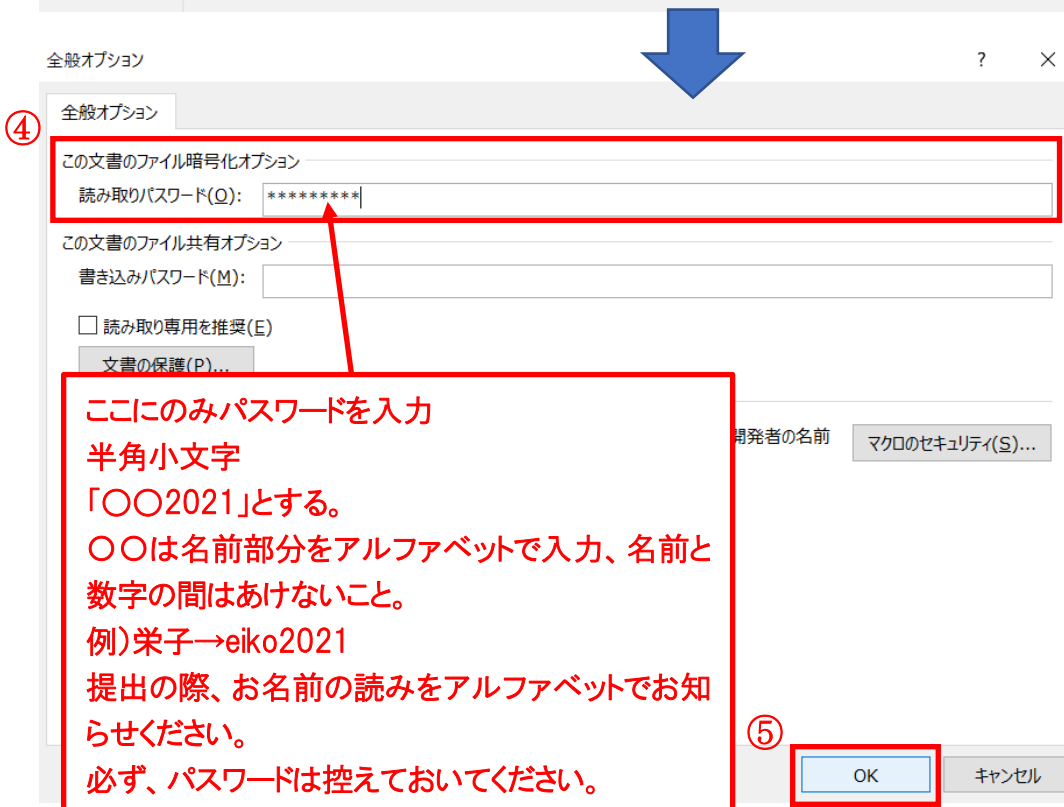 全般オプション ? ×
全般オプション
④
この文書のファイル暗号化オプション
読み取りパスワード(O): *********
この文書のファイル共有オプション
書き込みパスワード(M):
読み取り専用を推奨(E)
文書の保護(P)...
開発者の名前 マクロのセキュリティ(S)...
ここにのみパスワードを入力
半角小文字
「〇〇2021」とする。
〇〇は名前部分をアルファベットで入力、名前と
数字の間はあけないこと。
例)栄子→eiko2021
提出の際、お名前の読みをアルファベットでお知
らせください。
必ず、パスワードは控えておいてください。
⑤
OK キャンセル